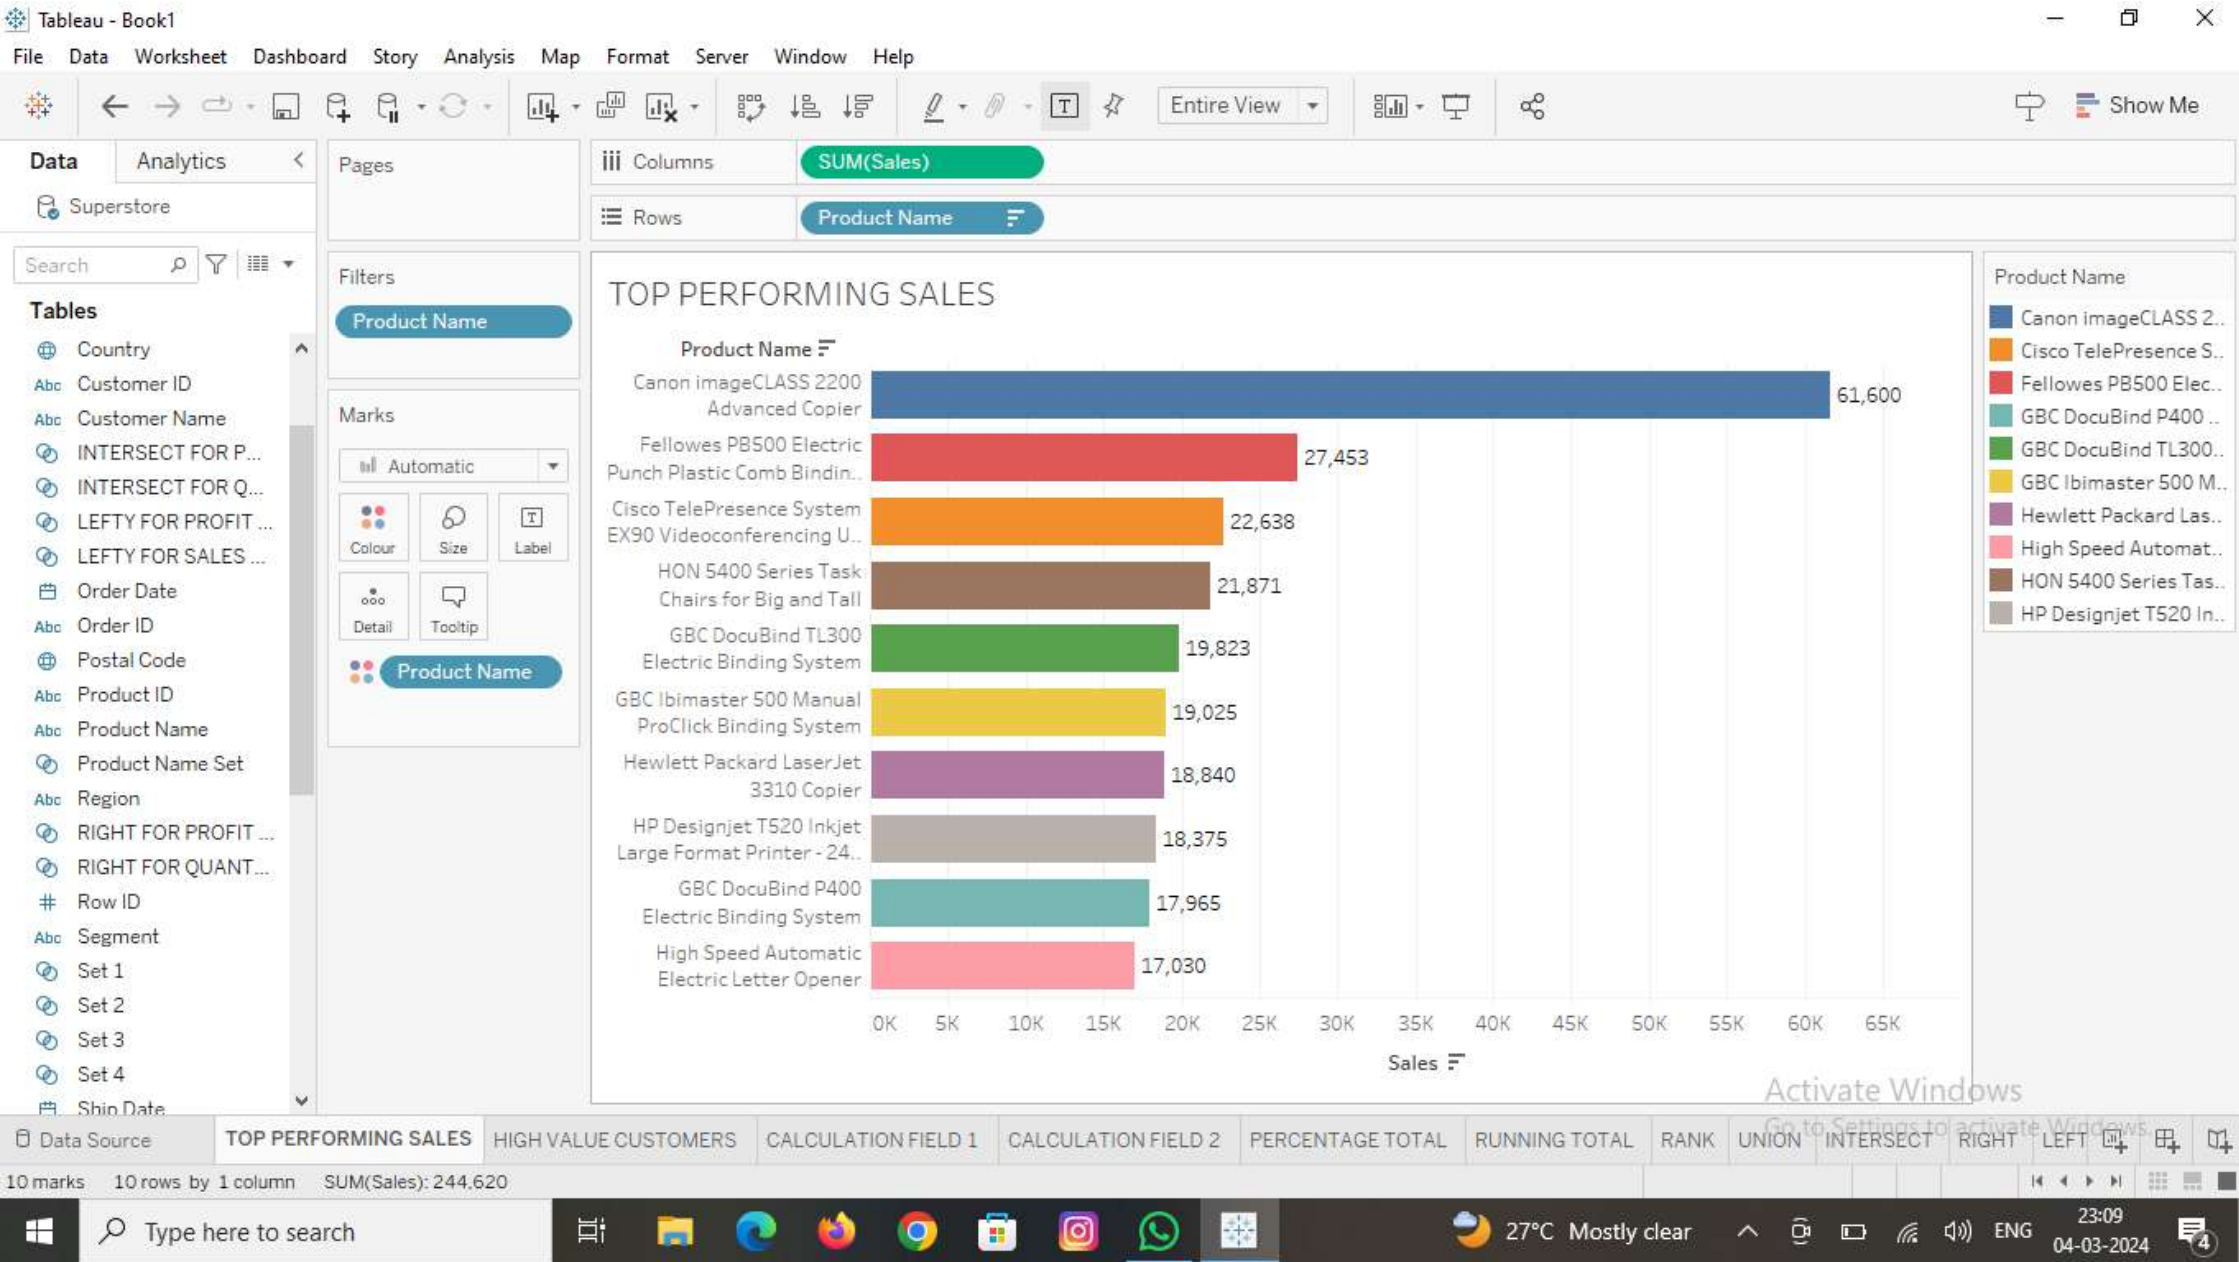 Tableau - Book1
File Data Worksheet Dashboard Story Analysis Map Format Server Window Help
Entire View
Show Me
Data Analytics
Superstore
Search
Tables
Country
Abc Customer ID
Abc Customer Name
INTERSECT FOR P...
INTERSECT FOR Q...
LEFTY FOR PROFIT ...
LEFTY FOR SALES ...
Order Date
Abc Order ID
Postal Code
Abc Product ID
Abc Product Name
Product Name Set
Abc Region
RIGHT FOR PROFIT ...
RIGHT FOR QUANT...
Row ID
Abc Segment
Set 1
Set 2
Set 3
Set 4
Ship Date
Pages
Filters
Product Name
Marks
Automatic
Colour Size Label
Detail Tooltip
Product Name
Columns SUM(Sales)
Rows Product Name
TOP PERFORMING SALES
Product Name
Canon imageCLASS 2200
Advanced Copier
61,600
Fellowes PB500 Electric
Punch Plastic Comb Bindin..
27,453
Cisco TelePresence System
EX90 Videoconferencing U..
22,638
HON 5400 Series Task
Chairs for Big and Tall
21,871
GBC DocuBind TL300
Electric Binding System
19,823
GBC Ibimaster 500 Manual
ProClick Binding System
19,025
Hewlett Packard LaserJet
3310 Copier
18,840
HP Designjet T520 Inkjet
Large Format Printer - 24..
18,375
GBC DocuBind P400
Electric Binding System
17,965
High Speed Automatic
Electric Letter Opener
17,030
0K 5K 10K 15K 20K 25K 30K 35K 40K 45K 50K 55K 60K 65K
Sales
Product Name
Canon imageCLASS 2..
Cisco TelePresence S..
Fellowes PB500 Elec..
GBC DocuBind P400 ..
GBC DocuBind TL300..
GBC Ibimaster 500 M..
Hewlett Packard Las..
High Speed Automat..
HON 5400 Series Tas..
HP Designjet T520 In..
Activate Windows
Go to Settings to activate Windows.
Data Source TOP PERFORMING SALES HIGH VALUE CUSTOMERS CALCULATION FIELD 1 CALCULATION FIELD 2 PERCENTAGE TOTAL RUNNING TOTAL RANK UNION INTERSECT RIGHT LEFT
10 marks 10 rows by 1 column SUM(Sales): 244,620
Type here to search
27°C Mostly clear
ENG
23:09
04-03-2024
4